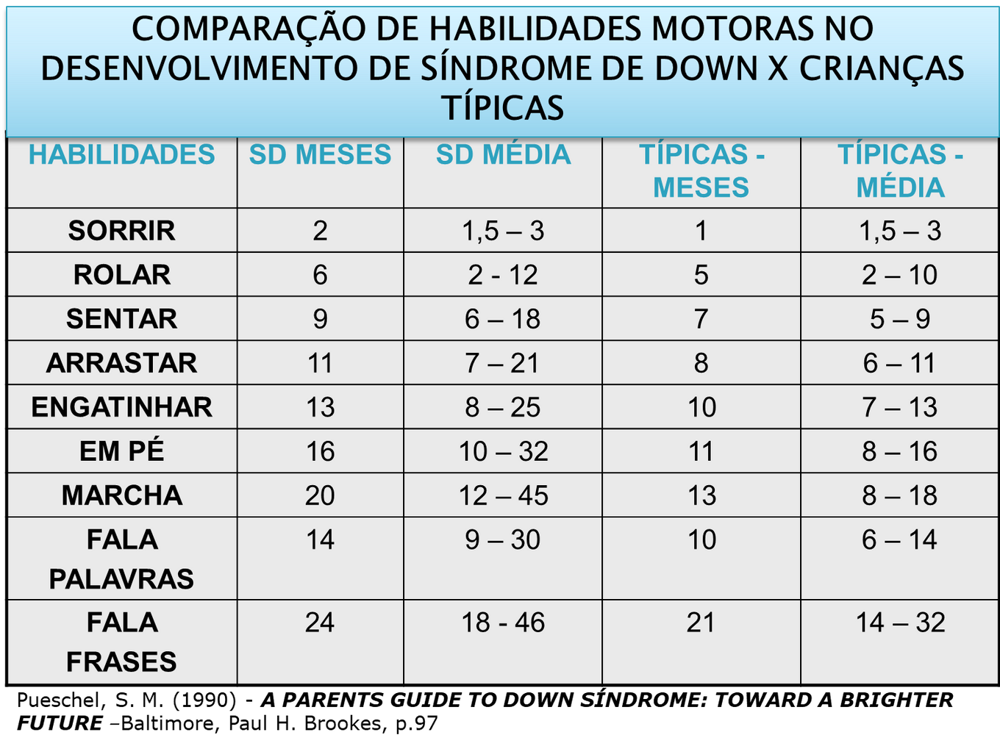 COMPARAÇÃO DE HABILIDADES MOTORAS NO
DESENVOLVIMENTO DE SÍNDROME DE DOWN X CRIANÇAS
TÍPICAS
HABILIDADES SD MESES SD MÉDIA TÍPICAS - MESES TÍPICAS - MÉDIA
SORRIR 2 1,5 – 3 1 1,5 – 3
ROLAR 6 2 - 12 5 2 – 10
SENTAR 9 6 – 18 7 5 – 9
ARRASTAR 11 7 – 21 8 6 – 11
ENGATINHAR 13 8 – 25 10 7 – 13
EM PÉ 16 10 – 32 11 8 – 16
MARCHA 20 12 – 45 13 8 – 18
FALA PALAVRAS 14 9 – 30 10 6 – 14
FALA FRASES 24 18 - 46 21 14 – 32
Pueschel, S. M. (1990) - A PARENTS GUIDE TO DOWN SÍNDROME: TOWARD A BRIGHTER
FUTURE –Baltimore, Paul H. Brookes, p.97